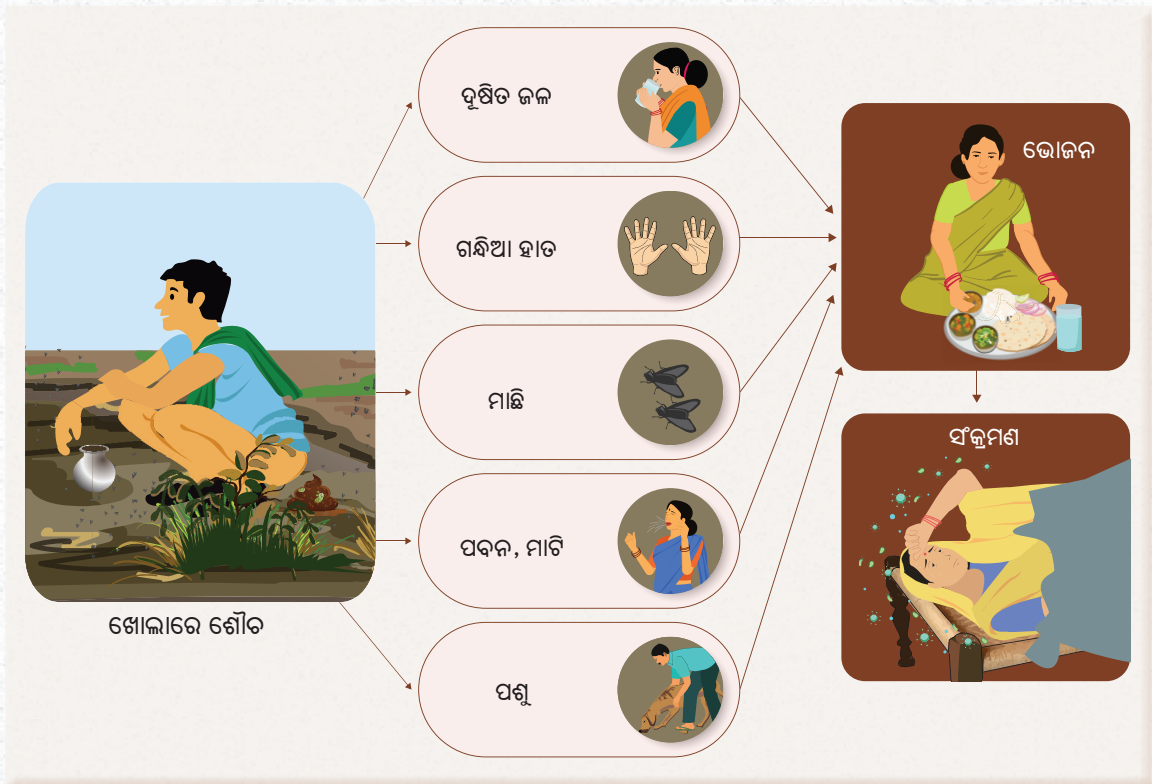 ଖୋଲାରେ ଶୌଚ
ଦୂଷିତ ଜଳ
ଗନ୍ଧିଆ ହାତ
ମାଛି
ପବନ, ମାଟି
ପଶୁ
ଭୋଜନ
ସଂକ୍ରମଣ